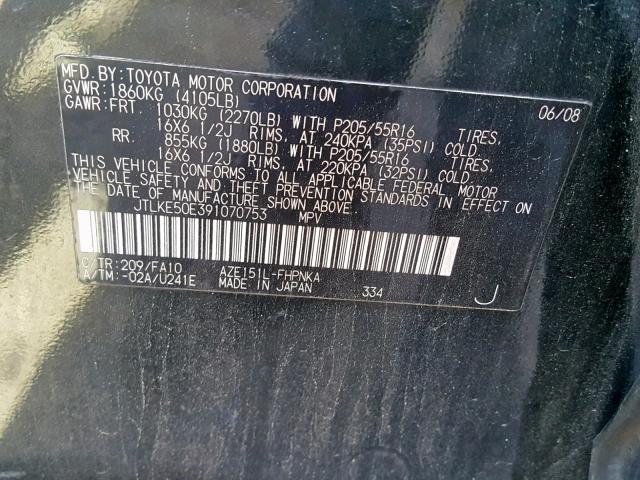 MFD. BY: TOYOTA MOTOR CORPORATION 06/08
GVWR: 1860KG (4105LB)
GAWR: FRT. 1030KG (2270LB) WITH P205/55R16 TIRES,
16X6 1/2J RIMS, AT 240KPA (35PSI) COLD
RR. 855KG (1880LB) WITH P205/55R16 TIRES,
16X6 1/2J RIMS, AT 220KPA (32PSI) COLD
THIS VEHICLE CONFORMS TO ALL APPLICABLE FEDERAL MOTOR
VEHICLE SAFETY AND THEFT PREVENTION STANDARDS IN EFFECT ON
THE DATE OF MANUFACTURE SHOWN ABOVE.
JTLKE50E391070753 MPV
C/TR: 209/FA10 AZE151L-FHPNKA
A/TM: -02A/U241E MADE IN JAPAN 334 J